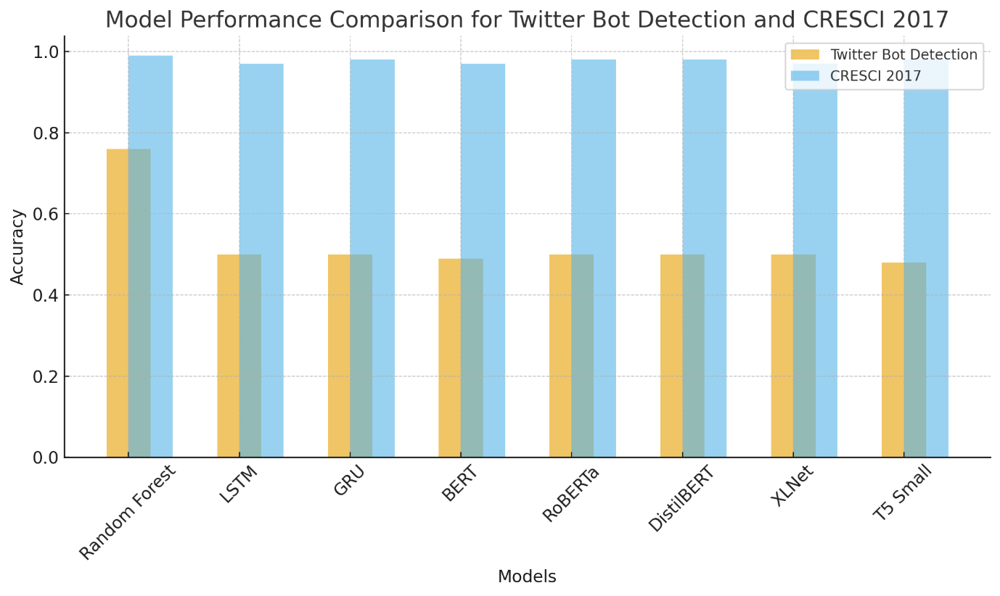 Model Performance Comparison for Twitter Bot Detection and CRESCI 2017
Twitter Bot Detection
CRESCI 2017
Accuracy
1.0
0.8
0.6
0.4
0.2
0.0
Random Forest
LSTM
GRU
BERT
RoBERTa
DistilBERT
XLNet
T5 Small
Models